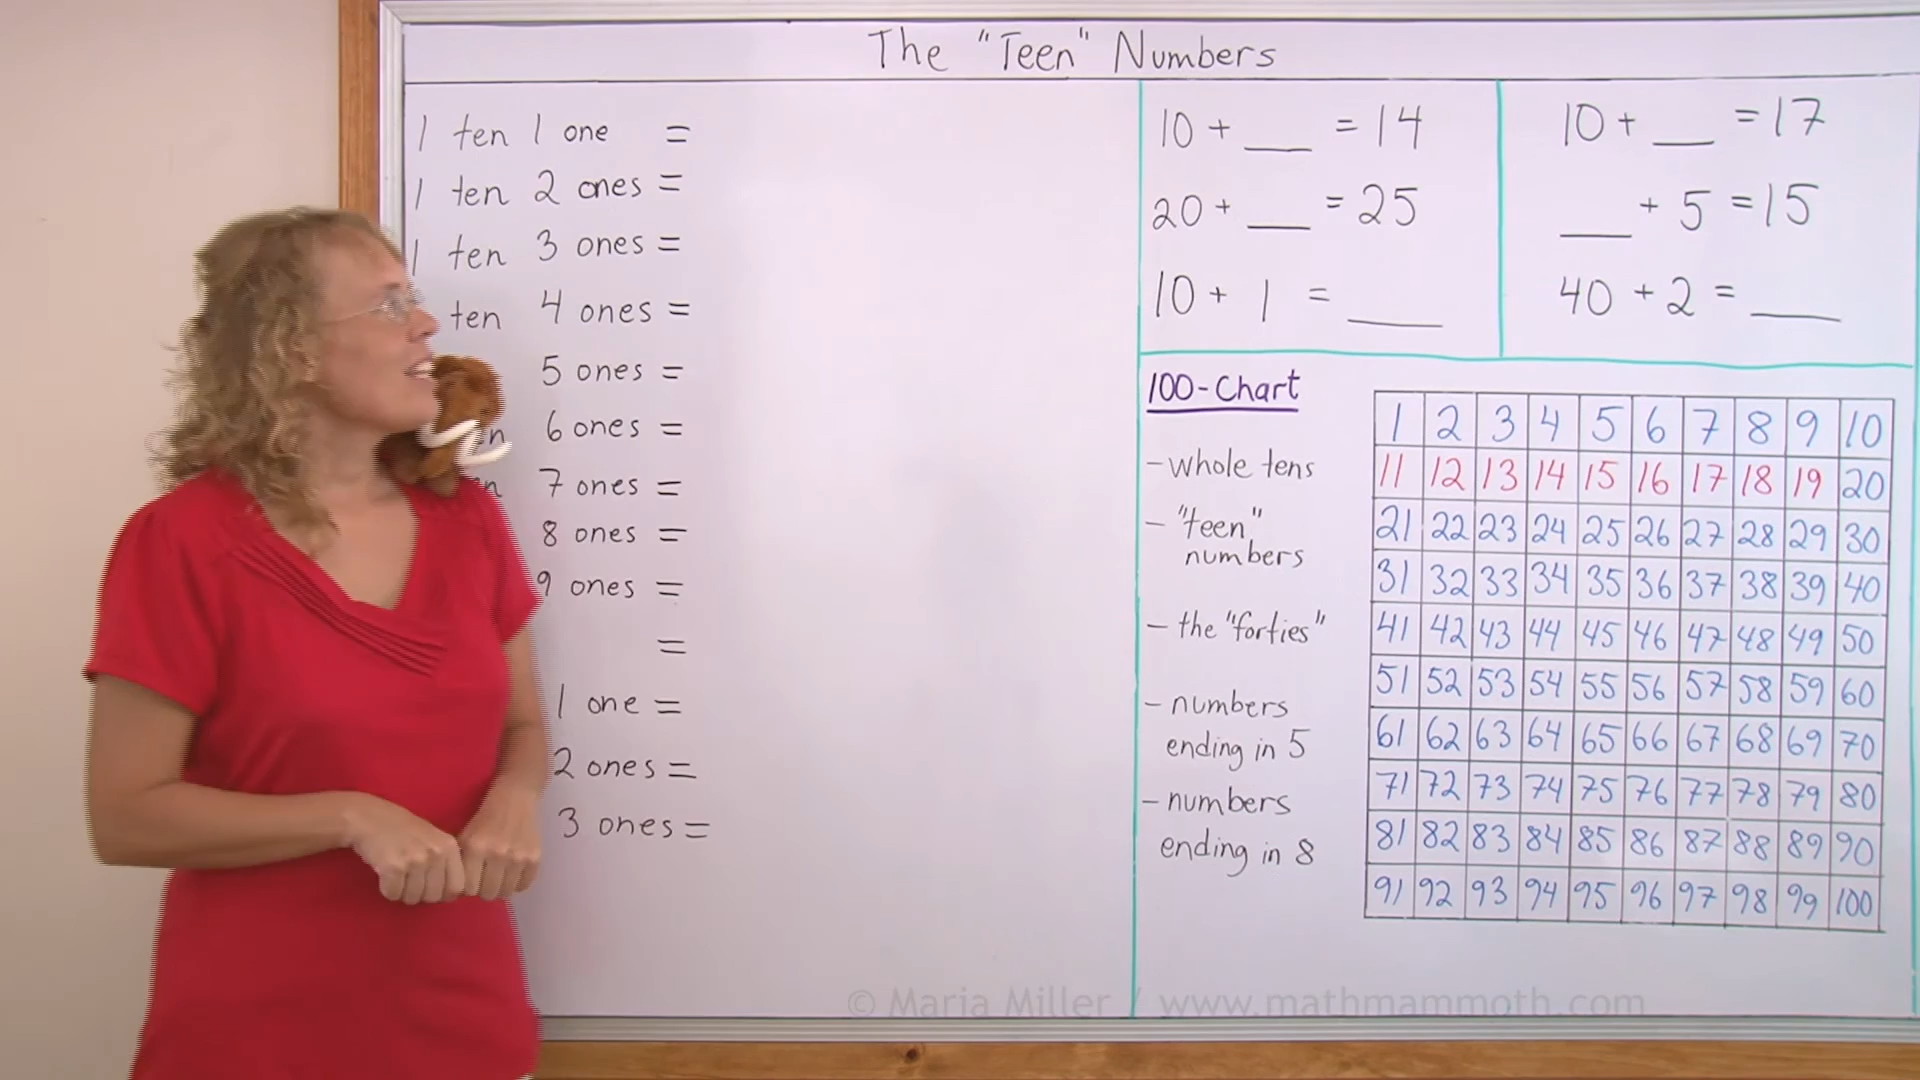 The "Teen" Numbers
1 ten 1 one =
1 ten 2 ones =
1 ten 3 ones =
ten 4 ones =
5 ones =
6 ones =
7 ones =
8 ones =
9 ones =
=
1 one =
2 ones =
3 ones =
10 + __ = 14
20 + __ = 25
10 + 1 = __
10 + __ = 17
__ + 5 = 15
40 + 2 = __
100-Chart
- whole tens
- "teen"
numbers
- the "forties"
- numbers
ending in 5
- numbers
ending in 8
1 2 3 4 5 6 7 8 9 10
11 12 13 14 15 16 17 18 19 20
21 22 23 24 25 26 27 28 29 30
31 32 33 34 35 36 37 38 39 40
41 42 43 44 45 46 47 48 49 50
51 52 53 54 55 56 57 58 59 60
61 62 63 64 65 66 67 68 69 70
71 72 73 74 75 76 77 78 79 80
81 82 83 84 85 86 87 88 89 90
91 92 93 94 95 96 97 98 99 100
© Maria Miller / www.mathmammoth.com